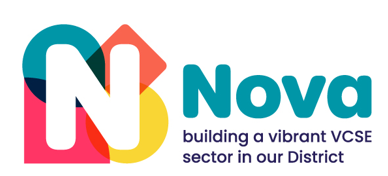 N Nova
building a vibrant VCSE
sector in our District